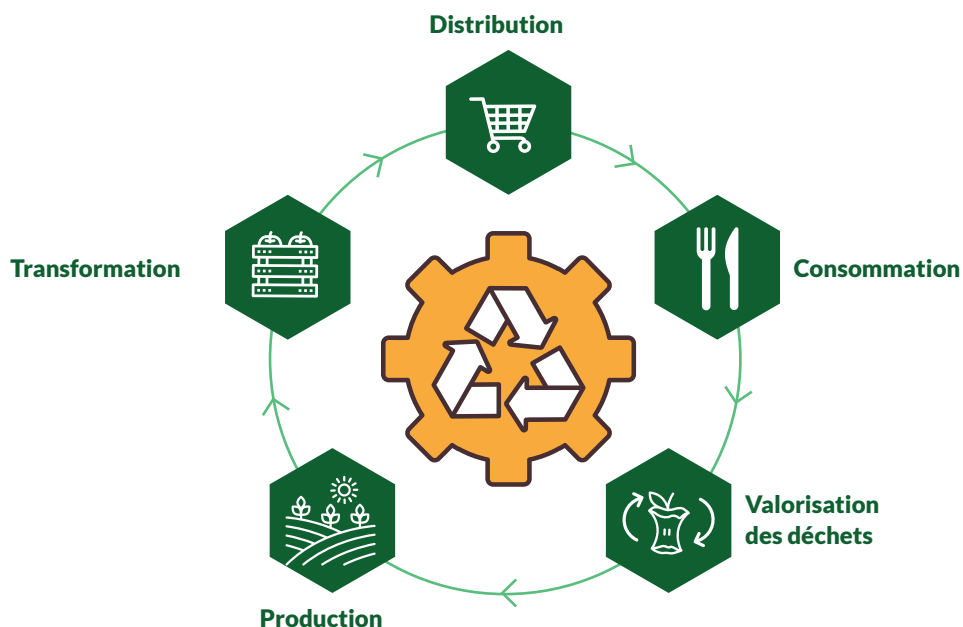 Distribution
Transformation
Consommation
Valorisation
des déchets
Production